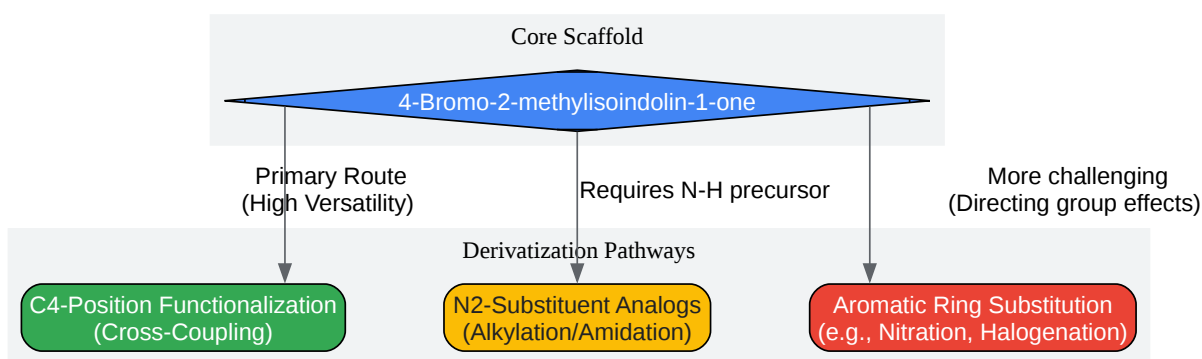 Core Scaffold
4-Bromo-2-methylisoindolin-1-one
Primary Route
(High Versatility)
Requires N-H precursor
More challenging
(Directing group effects)
Derivatization Pathways
C4-Position Functionalization
(Cross-Coupling)
N2-Substituent Analogs
(Alkylation/Amidation)
Aromatic Ring Substitution
(e.g., Nitration, Halogenation)